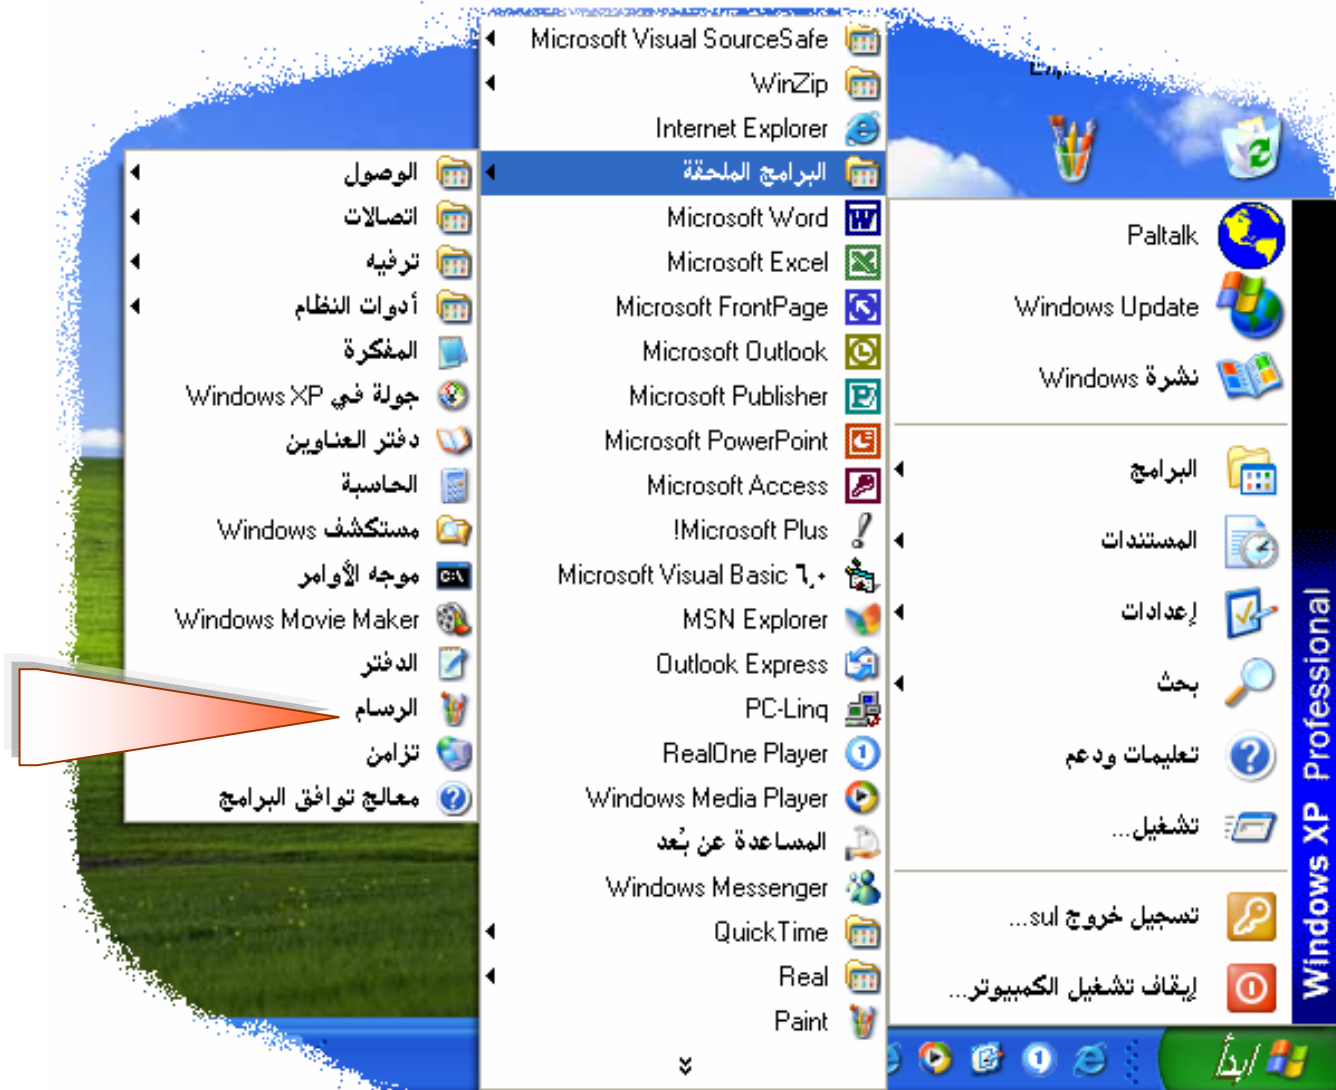 Microsoft Visual SourceSafe
WinZip
Internet Explorer
البرامج الملحقة
Microsoft Word
Microsoft Excel
Microsoft FrontPage
Microsoft Outlook
Microsoft Publisher
Microsoft PowerPoint
Microsoft Access
!Microsoft Plus
Microsoft Visual Basic ٦,٠
MSN Explorer
Outlook Express
PC-Linq
RealOne Player
Windows Media Player
المساعدة عن بُعد
Windows Messenger
QuickTime
Real
Paint
الوصول
اتصالات
ترفيه
أدوات النظام
المفكرة
جولة في Windows XP
دفتر العناوين
الحاسبة
مستكشف Windows
موجه الأوامر
Windows Movie Maker
الدفتر
الرسام
تزامن
معالج توافق البرامج
Paltalk
Windows Update
نشرة Windows
البرامج
المستندات
إعدادات
بحث
تعليمات ودعم
تشغيل...
تسجيل خروج sul...
إيقاف تشغيل الكمبيوتر...
Windows XP Professional
ابدأ